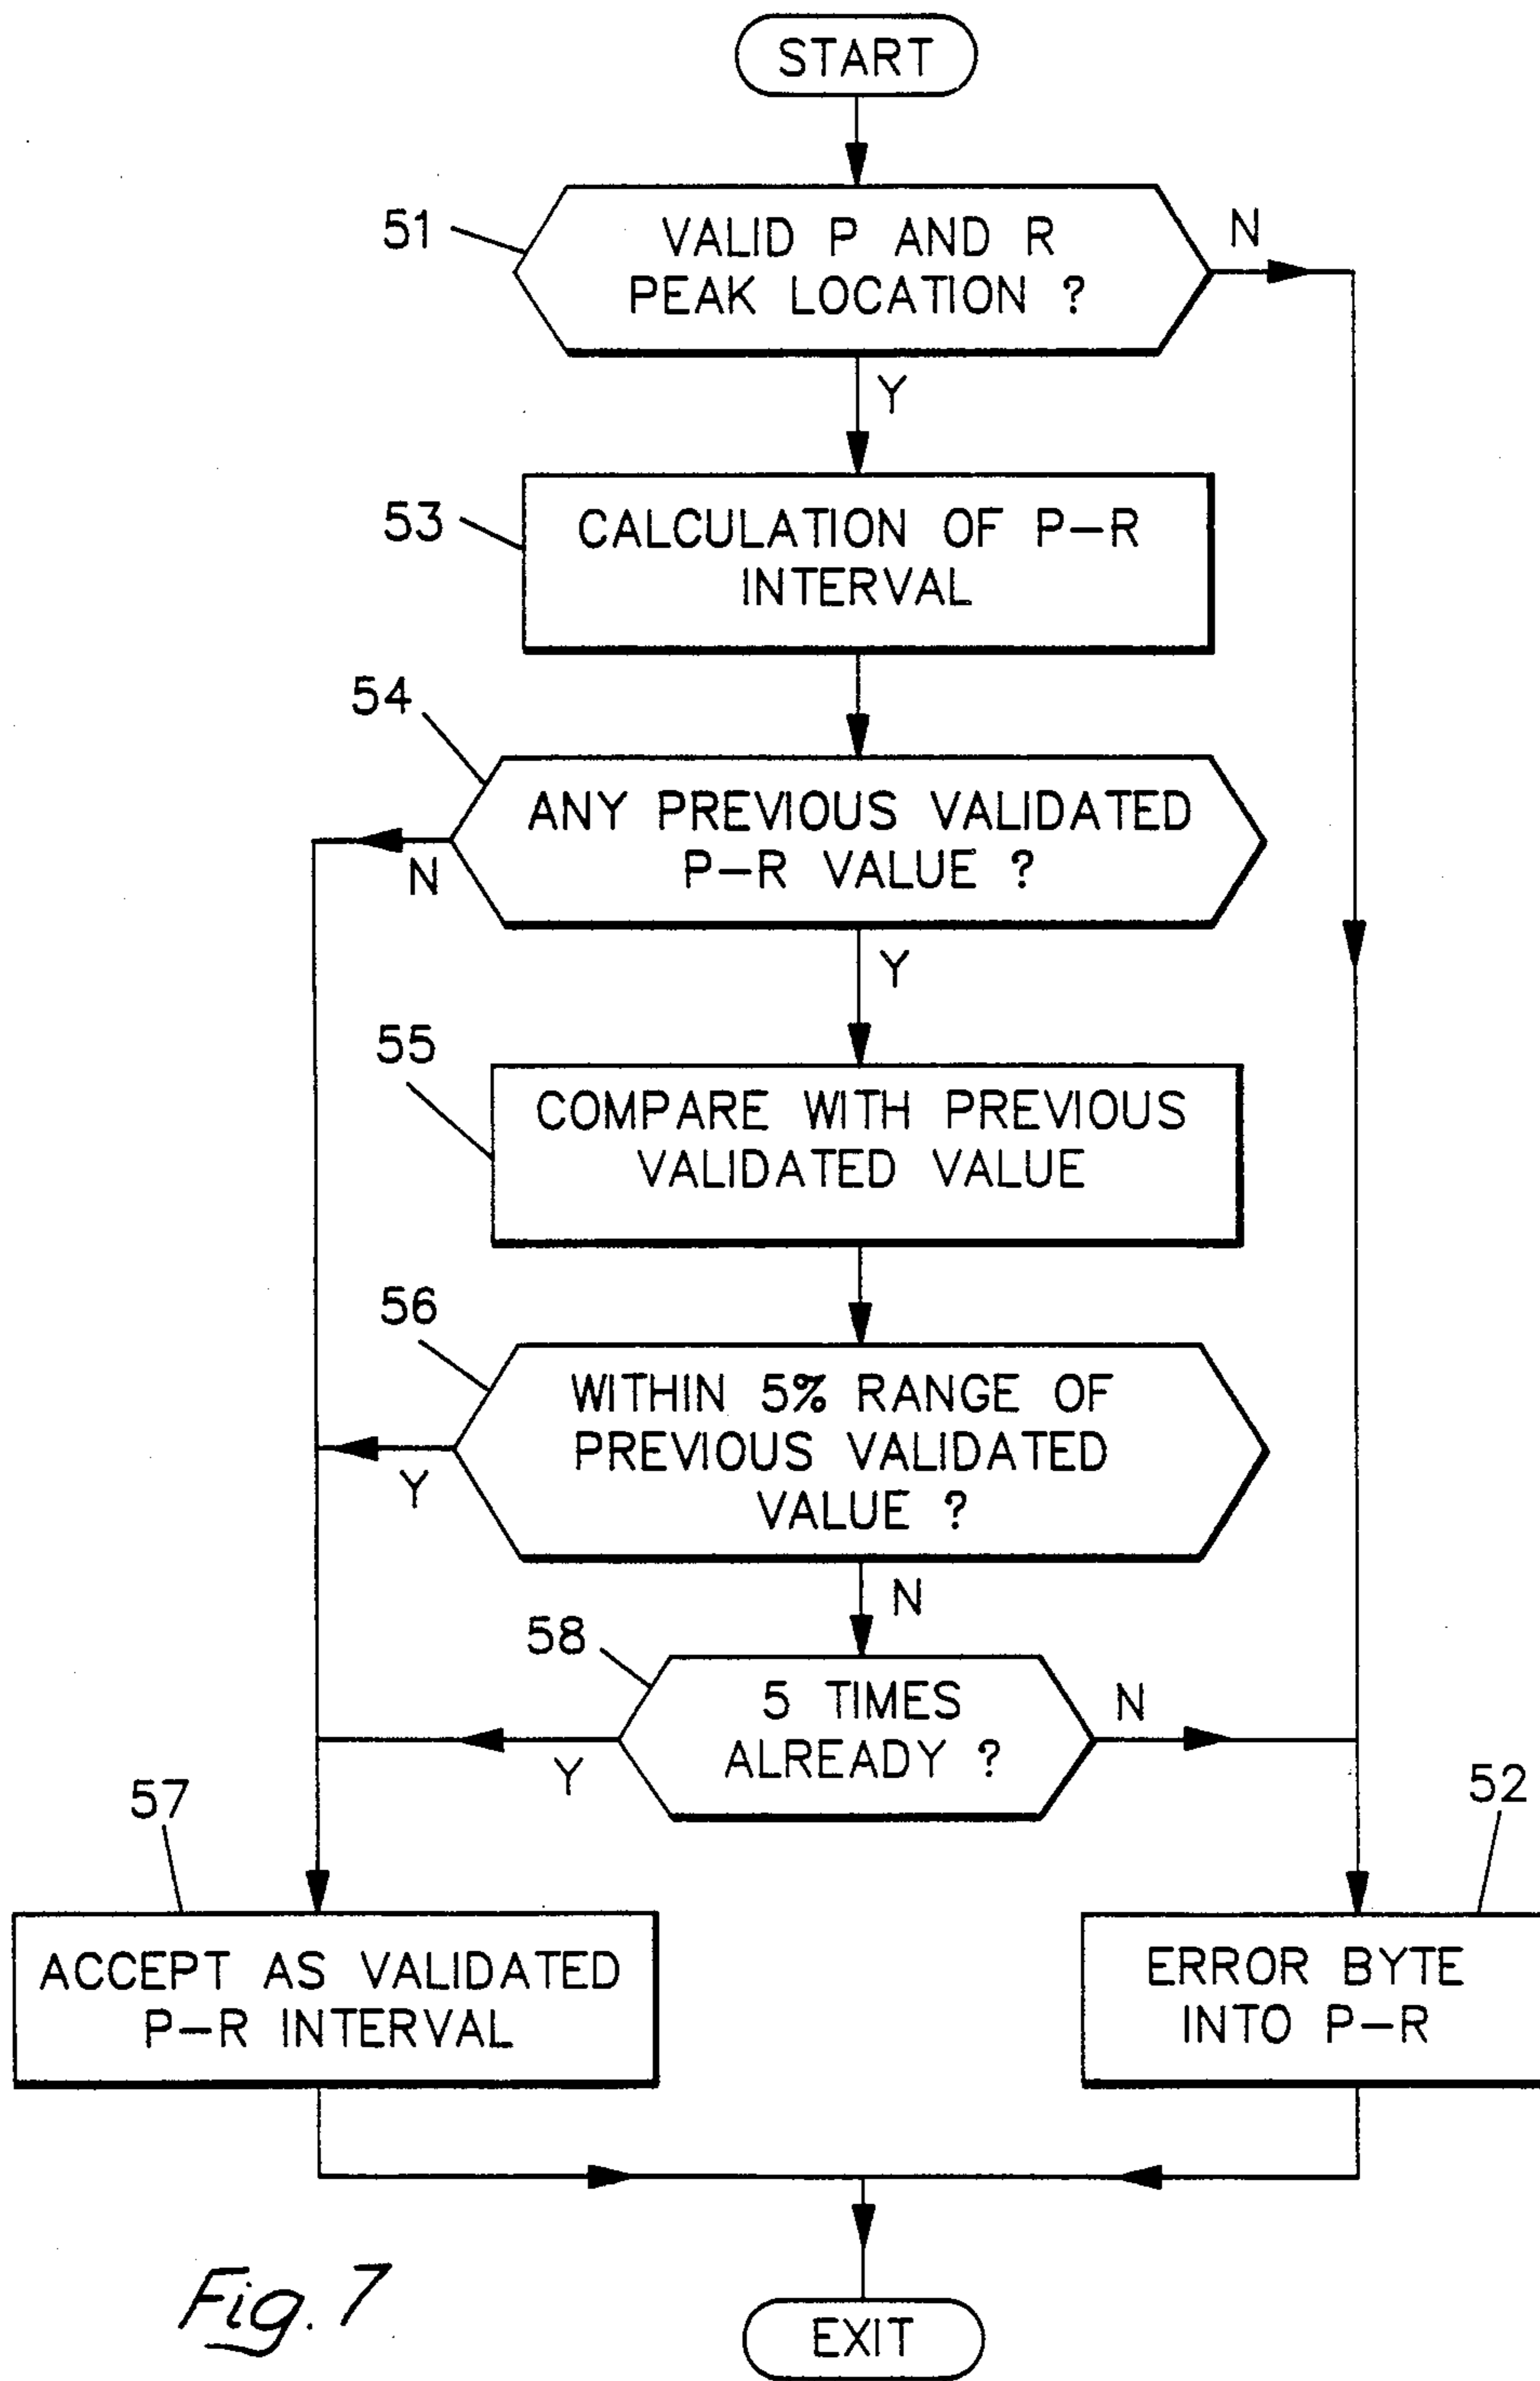 START
51
VALID P AND R
PEAK LOCATION ?
N
Y
53
CALCULATION OF P-R
INTERVAL
54
ANY PREVIOUS VALIDATED
P-R VALUE ?
N
Y
55
COMPARE WITH PREVIOUS
VALIDATED VALUE
56
WITHIN 5% RANGE OF
PREVIOUS VALIDATED
VALUE ?
Y
N
58
5 TIMES
ALREADY ?
N
Y
57
52
ACCEPT AS VALIDATED
P-R INTERVAL
ERROR BYTE
INTO P-R
Fig. 7
EXIT